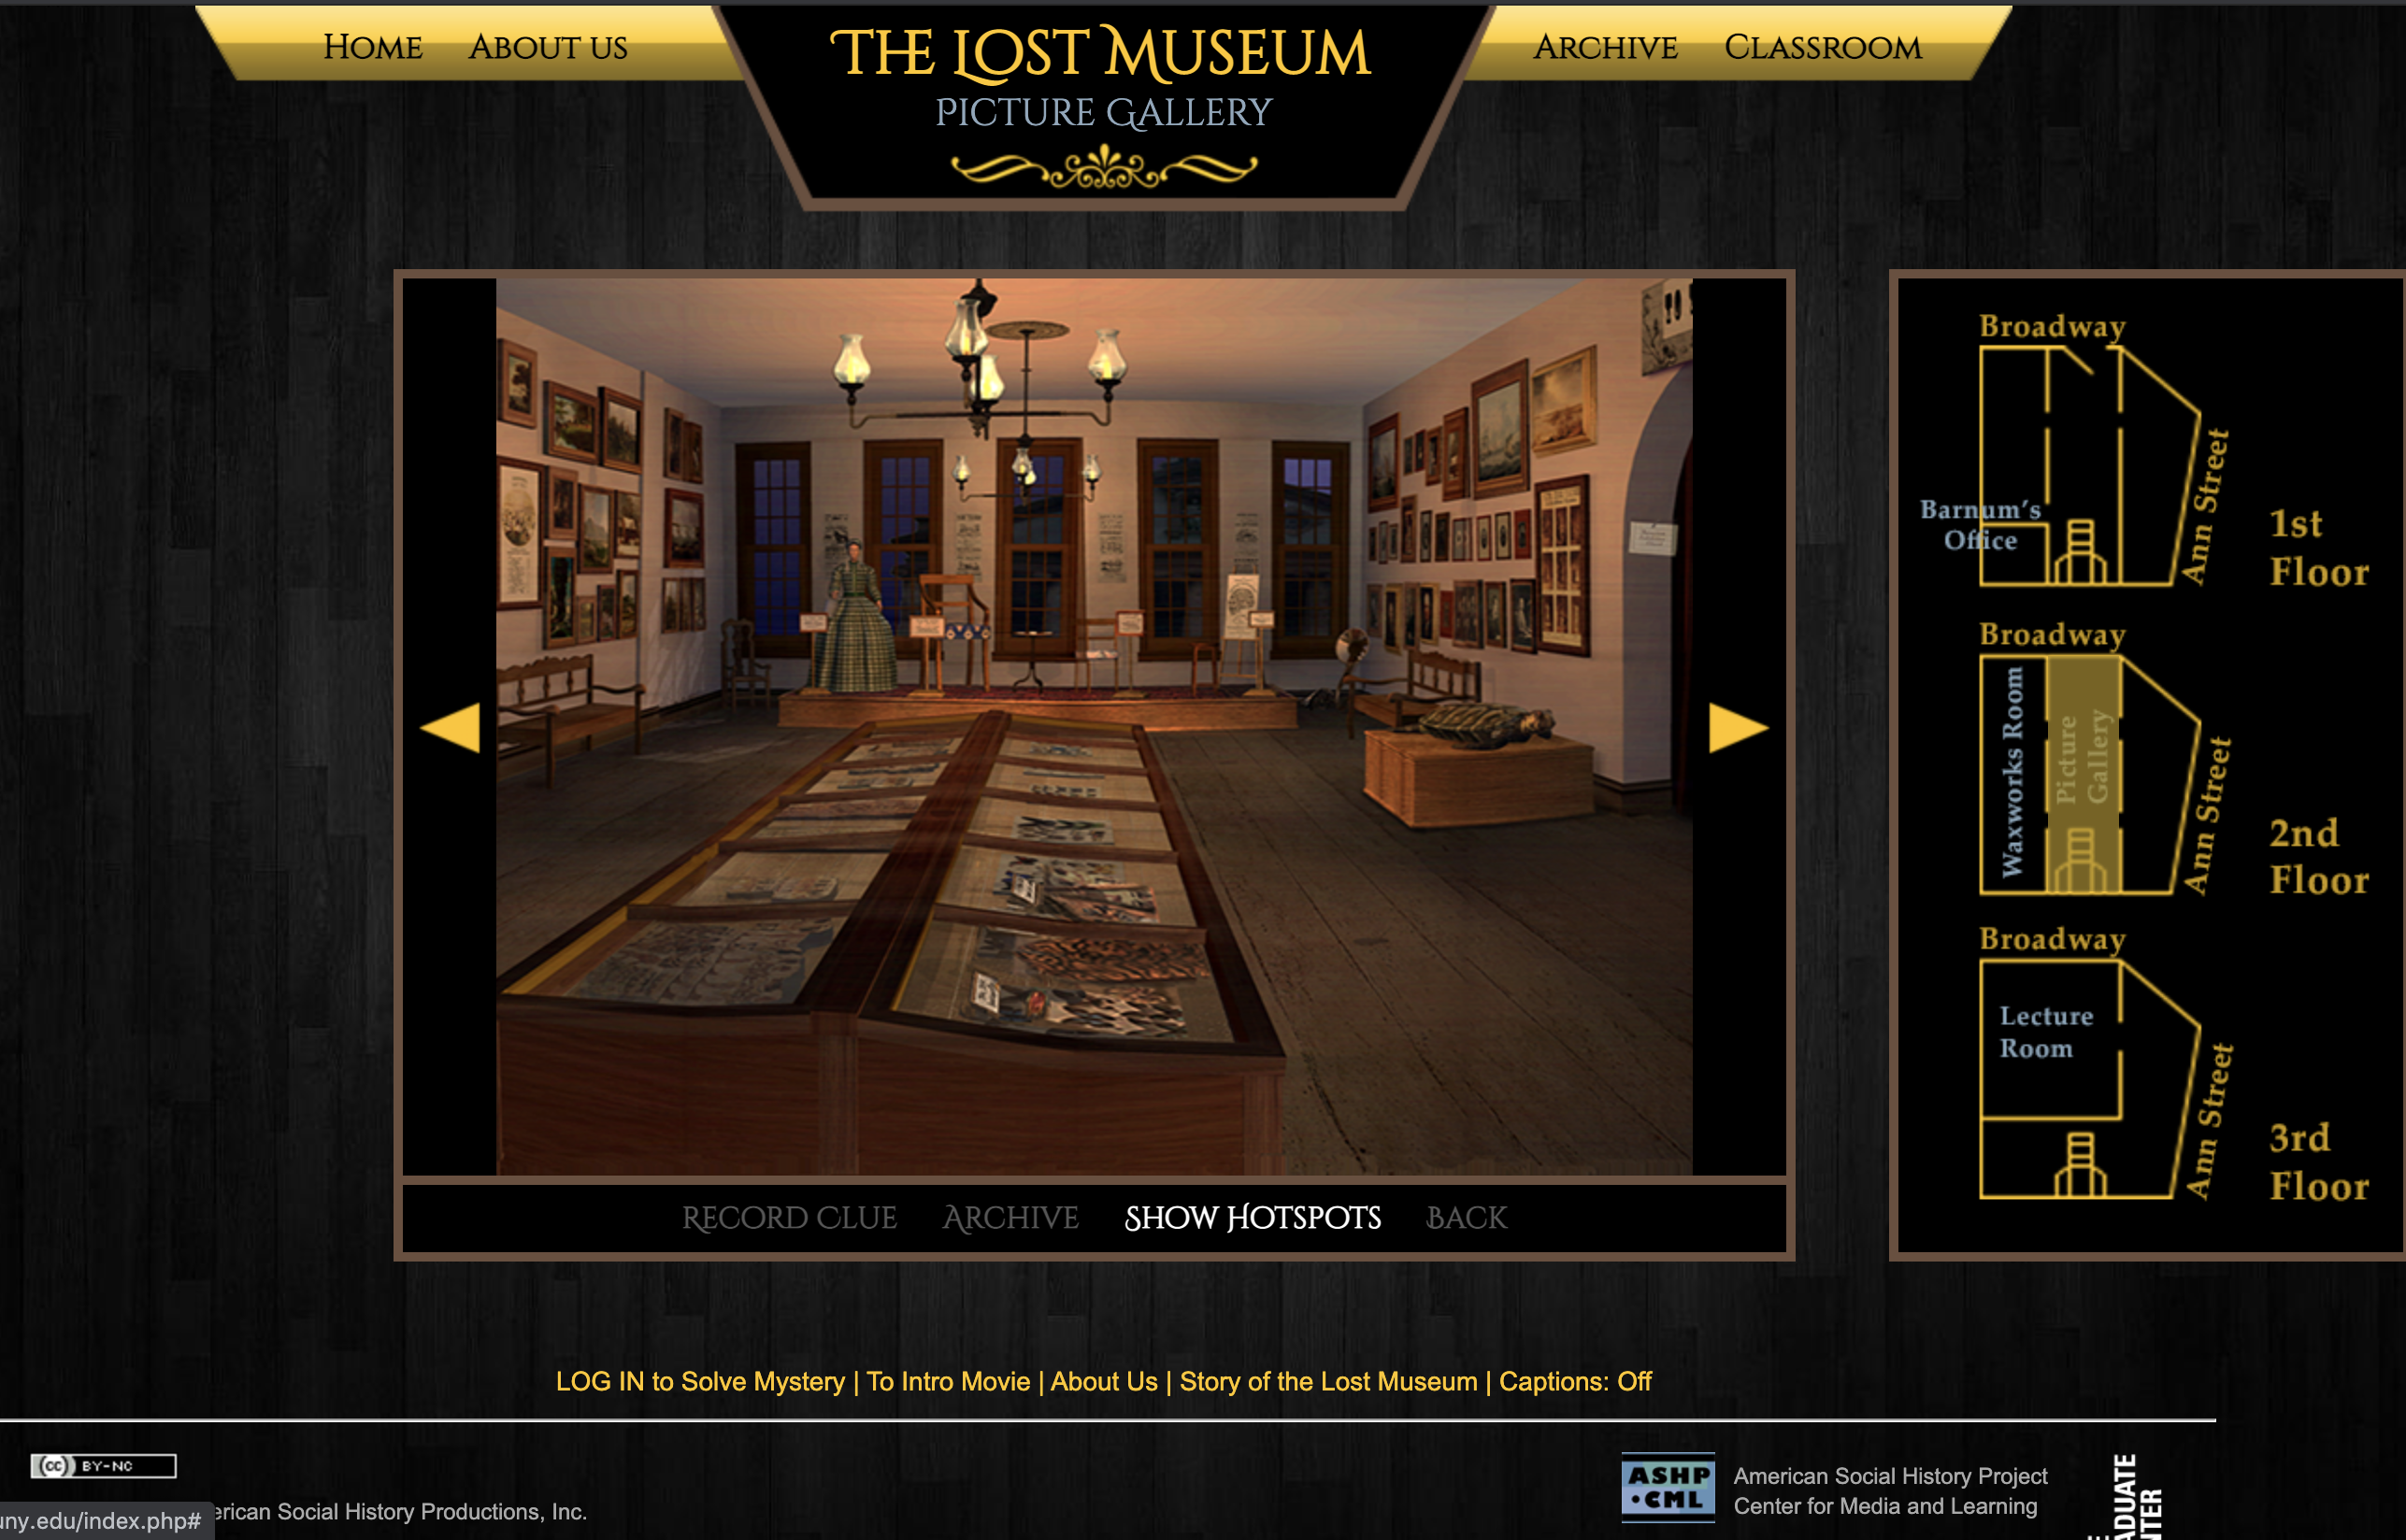 Home About us
The Lost Museum
Picture Gallery
Archive Classroom
Broadway
Barnum's
Office
Ann Street
1st
Floor
Broadway
Waxworks Room
Picture
Gallery
Ann Street
2nd
Floor
Broadway
Lecture
Room
Ann Street
3rd
Floor
Record Clue Archive Show Hotspots Back
LOG IN to Solve Mystery | To Intro Movie | About Us | Story of the Lost Museum | Captions: Off
cc BY-NC
erican Social History Productions, Inc.
uny.edu/index.php#
ASHP
•CML
American Social History Project
Center for Media and Learning